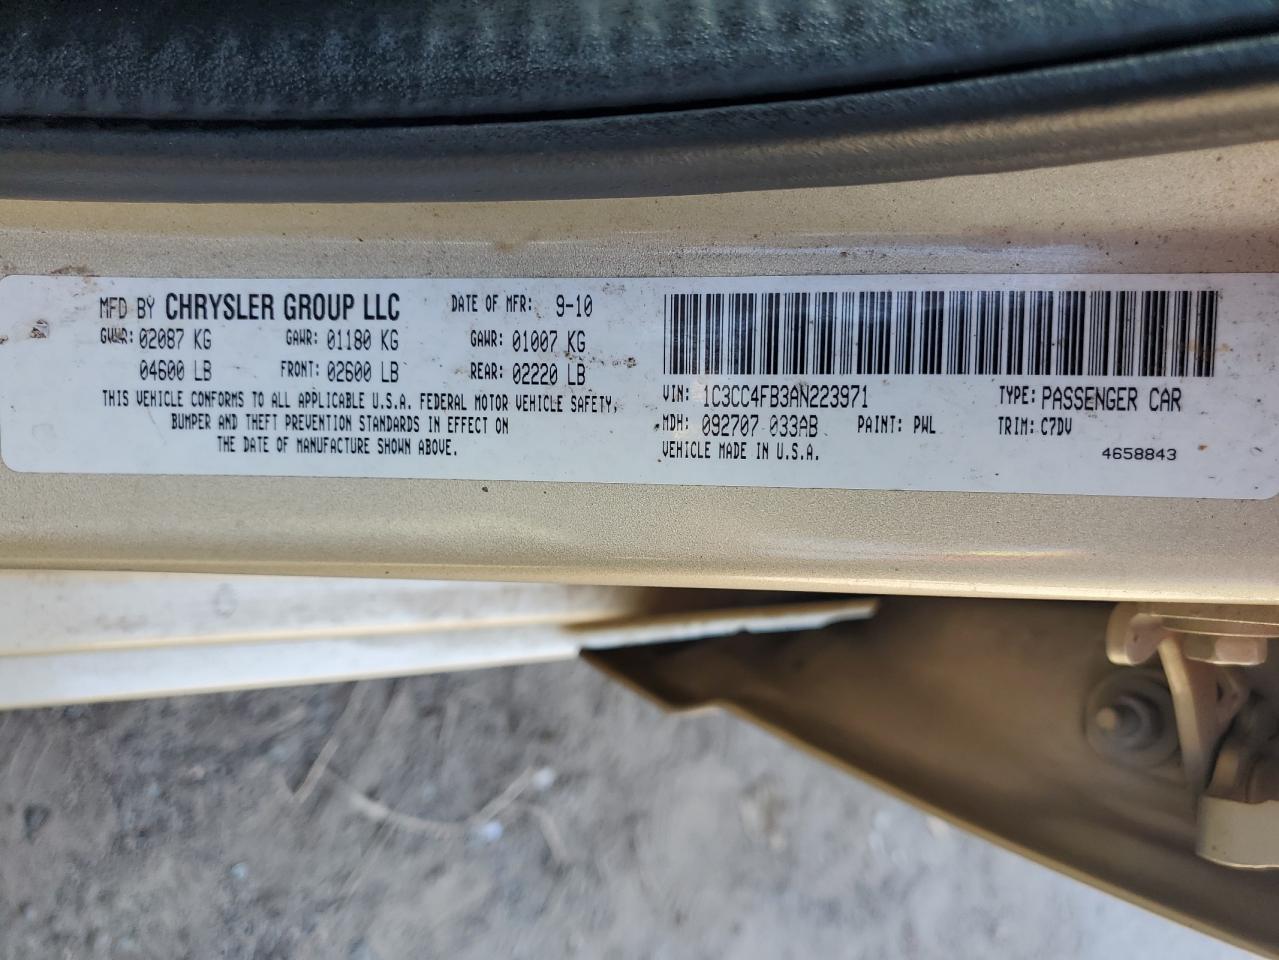 MFD BY CHRYSLER GROUP LLC DATE OF MFR: 9-10
GVWR: 02087 KG GAWR: 01180 KG GAWR: 01007 KG
04600 LB FRONT: 02600 LB REAR: 02220 LB
THIS VEHICLE CONFORMS TO ALL APPLICABLE U.S.A. FEDERAL MOTOR VEHICLE SAFETY,
BUMPER AND THEFT PREVENTION STANDARDS IN EFFECT ON
THE DATE OF MANUFACTURE SHOWN ABOVE.
VIN: 1C3CC4FB3AN223971 TYPE: PASSENGER CAR
MDH: 092707 033AB PAINT: PWL TRIM: C7DV
VEHICLE MADE IN U.S.A. 4658843